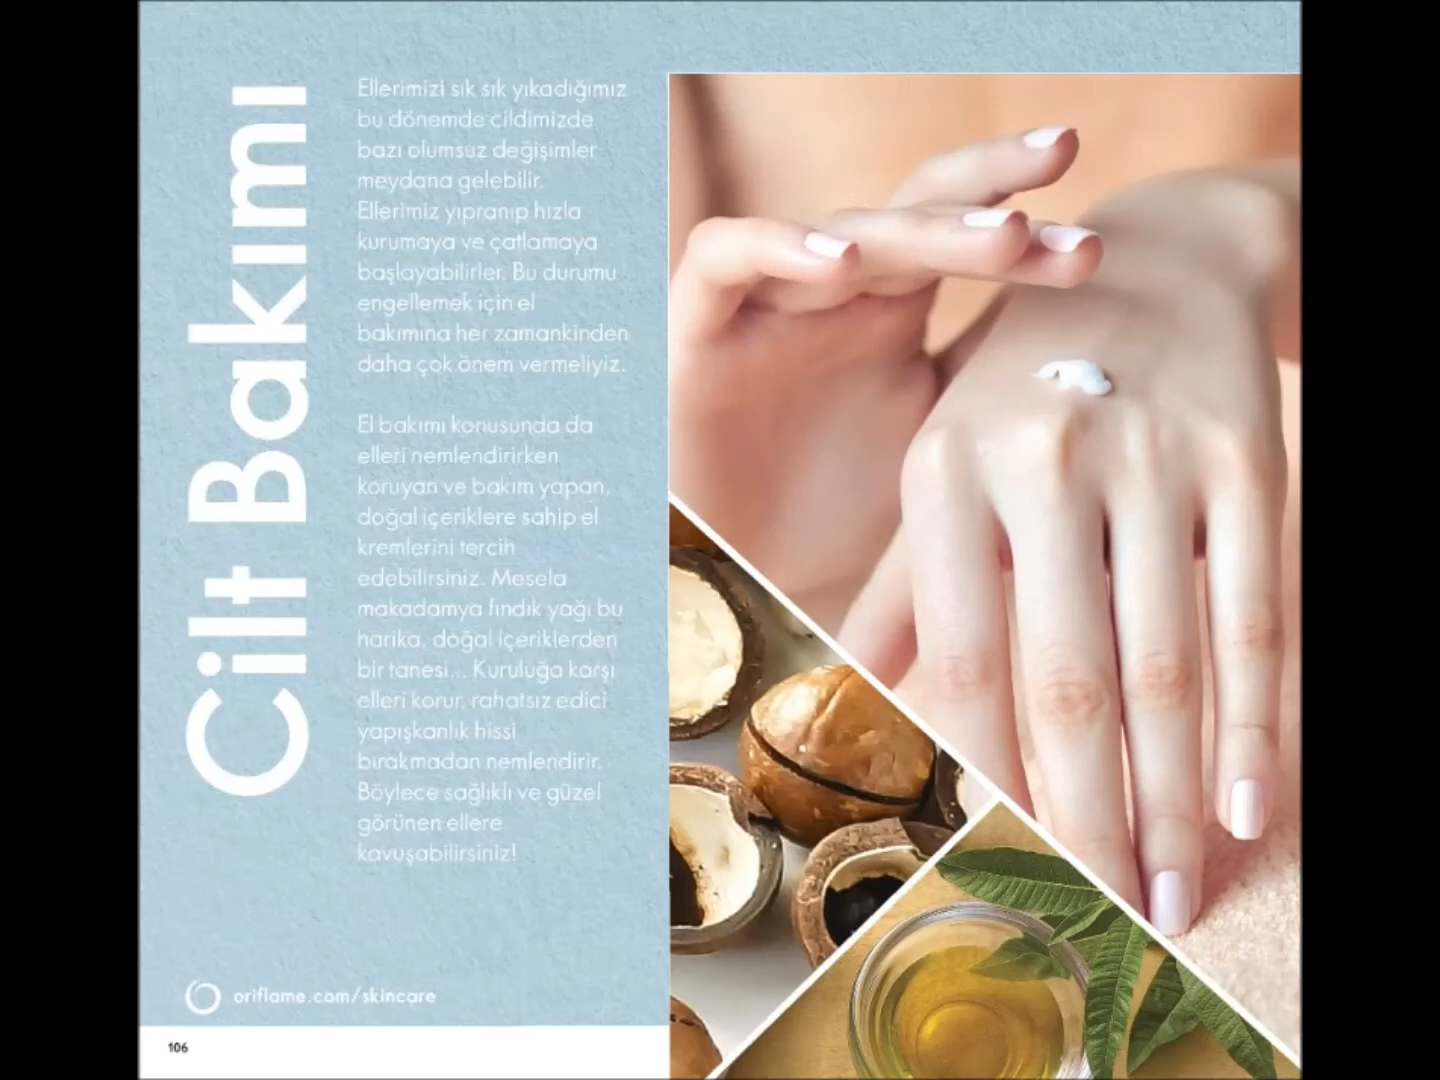 Cilt Bakımı
Ellerimizi sık sık yıkadığımız
bu dönemde cildimizde
bazı olumsuz değişimler
meydana gelebilir.
Ellerimiz yıpranıp hızla
kurumaya ve çatlamaya
başlayabilirler. Bu durumu
engellemek için el
bakımına her zamankinden
daha çok önem vermeliyiz.
El bakımı konusunda da
elleri nemlendirirken
koruyan ve bakım yapan,
doğal içeriklere sahip el
kremlerini tercih
edebilirsiniz. Mesela
makadamya fındık yağı bu
harika, doğal içeriklerden
bir tanesi... Kuruluğa karşı
elleri korur, rahatsız edici
yapışkanlık hissi
bırakmadan nemlendirir.
Böylece sağlıklı ve güzel
görünen ellere
kavuşabilirsiniz!
oriflame.com/skincare
106